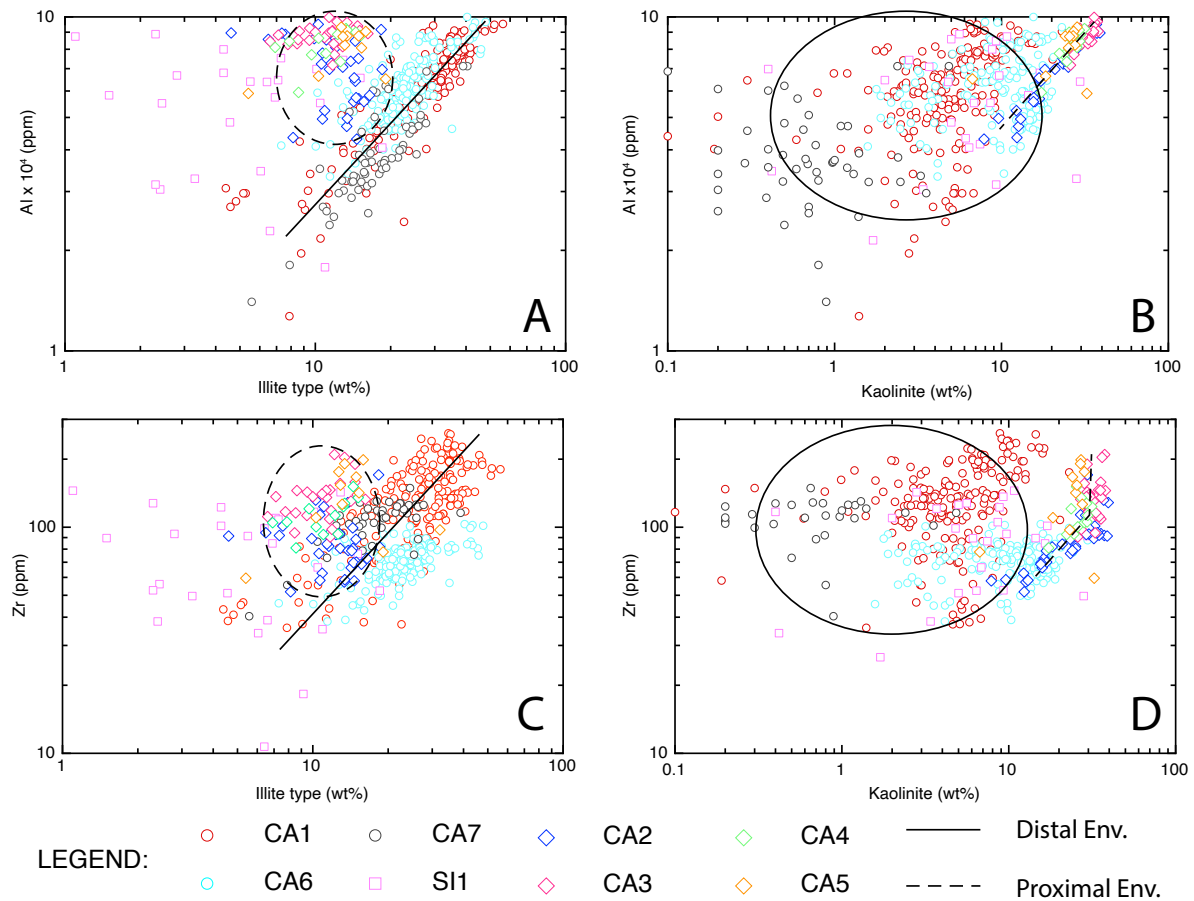 10
10
Al x 10⁴ (ppm)
Al x10⁴ (ppm)
A
B
1
1
1
10
100
0.1
1
10
100
Illite type (wt%)
Kaolinite (wt%)
Zr (ppm)
Zr (ppm)
100
100
C
D
10
10
1
10
100
0.1
1
10
100
Illite type (wt%)
Kaolinite (wt%)
LEGEND:
CA1
CA7
CA2
CA4
Distal Env.
CA6
SI1
CA3
CA5
Proximal Env.